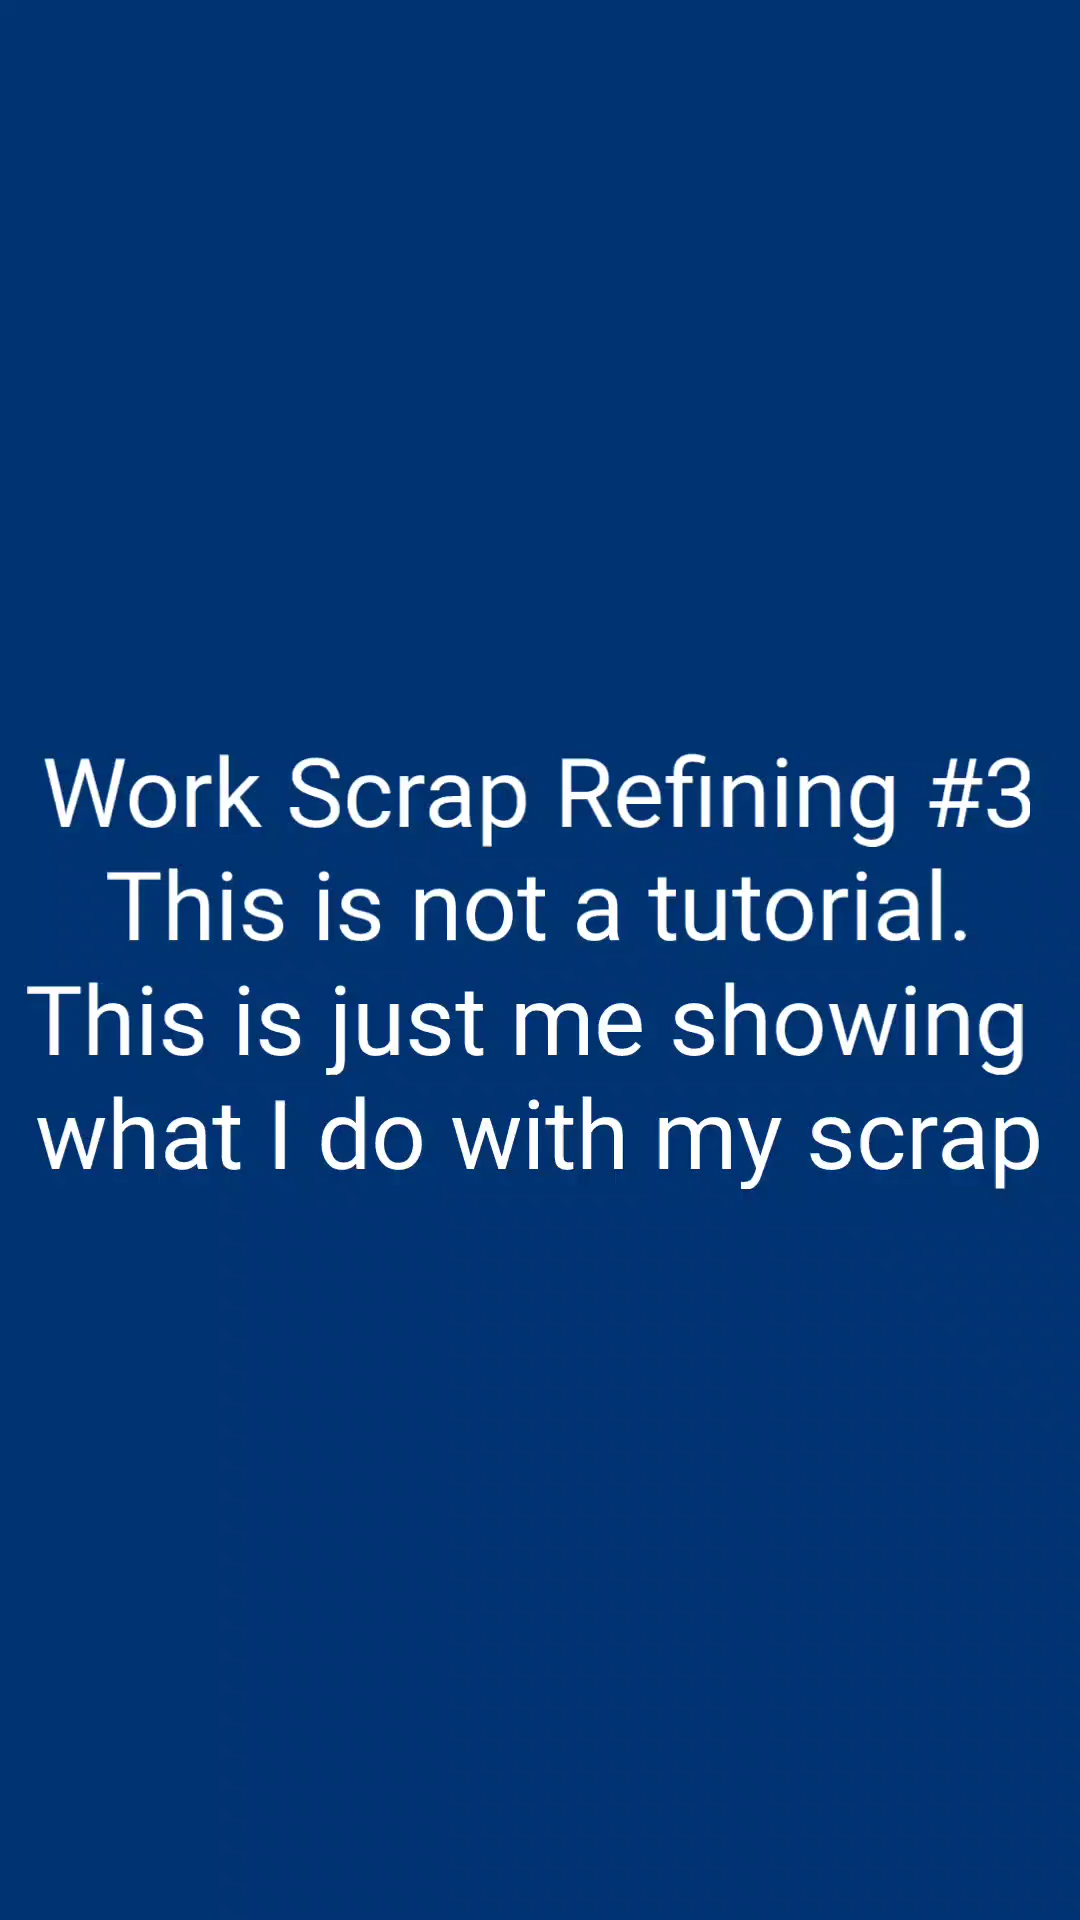 Work Scrap Refining #3
This is not a tutorial.
This is just me showing
what I do with my scrap